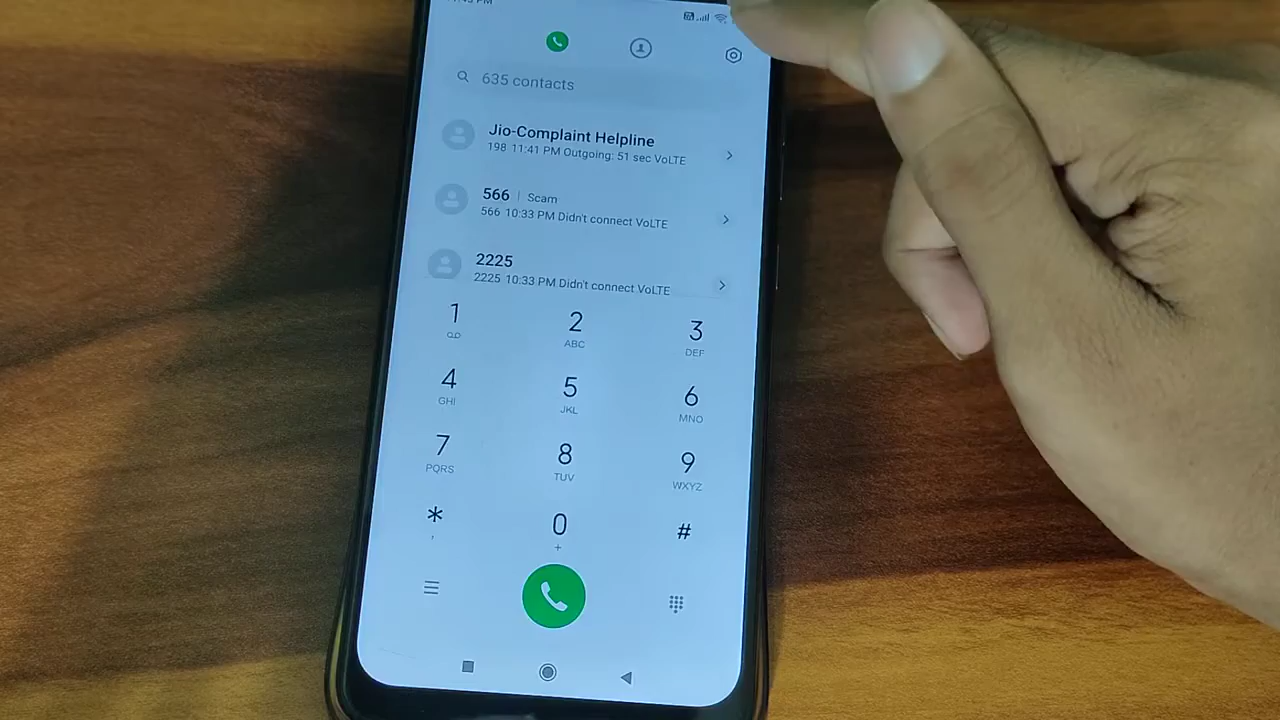 635 contacts
Jio-Complaint Helpline
198 11:41 PM Outgoing: 51 sec VoLTE
566 | Scam
566 10:33 PM Didn't connect VoLTE
2225
2225 10:33 PM Didn't connect VoLTE
1 2 3
ABC DEF
4 5 6
GHI JKL MNO
7 8 9
PQRS TUV WXYZ
* 0 #
, +